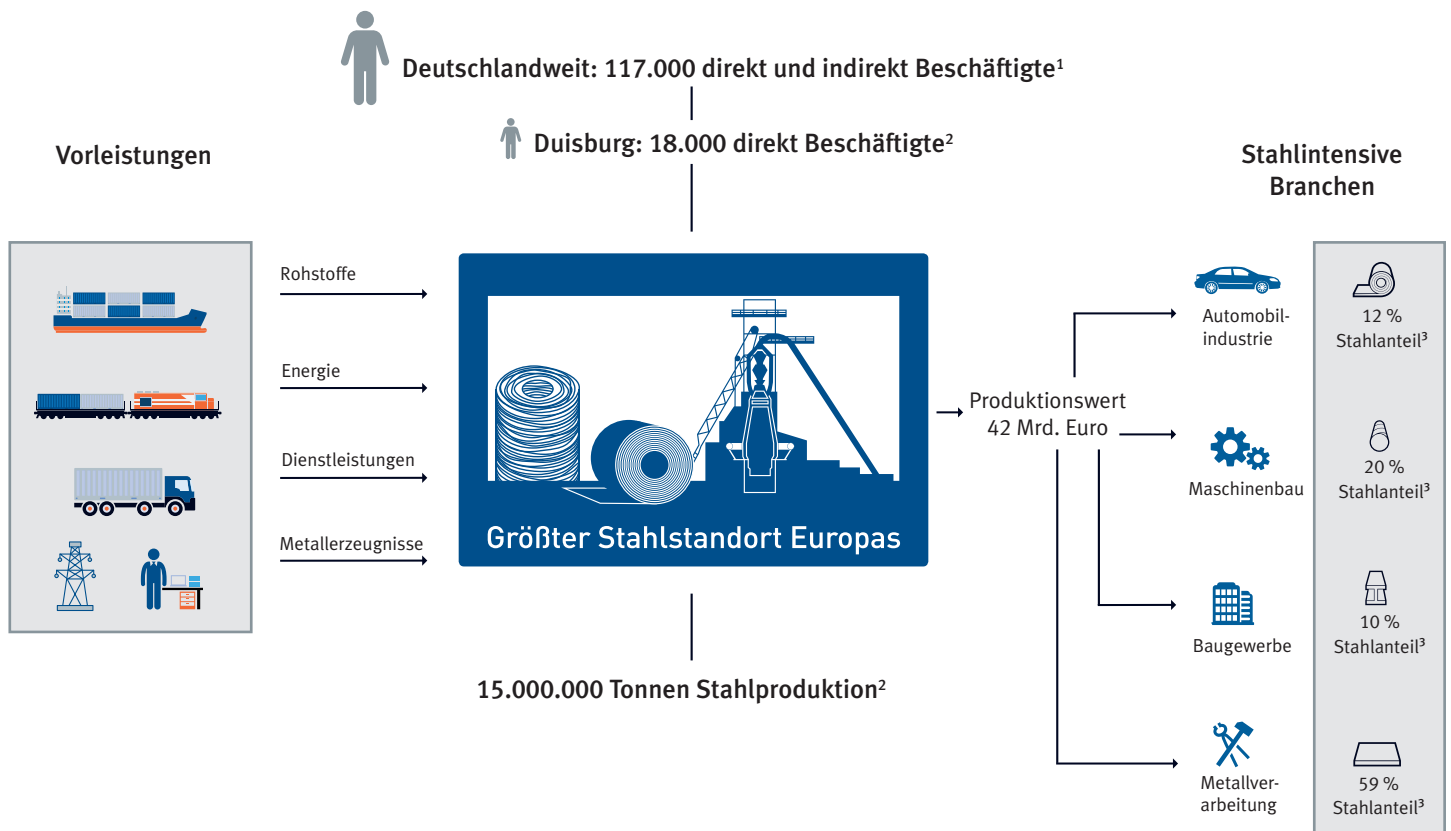 Deutschlandweit: 117.000 direkt und indirekt Beschäftigte¹
Duisburg: 18.000 direkt Beschäftigte²
Vorleistungen
Rohstoffe
Energie
Dienstleistungen
Metallerzeugnisse
Größter Stahlstandort Europas
15.000.000 Tonnen Stahlproduktion²
Produktionswert
42 Mrd. Euro
Stahlintensive
Branchen
Automobil-
industrie
12 %
Stahlanteil³
Maschinenbau
20 %
Stahlanteil³
Baugewerbe
10 %
Stahlanteil³
Metallver-
arbeitung
59 %
Stahlanteil³